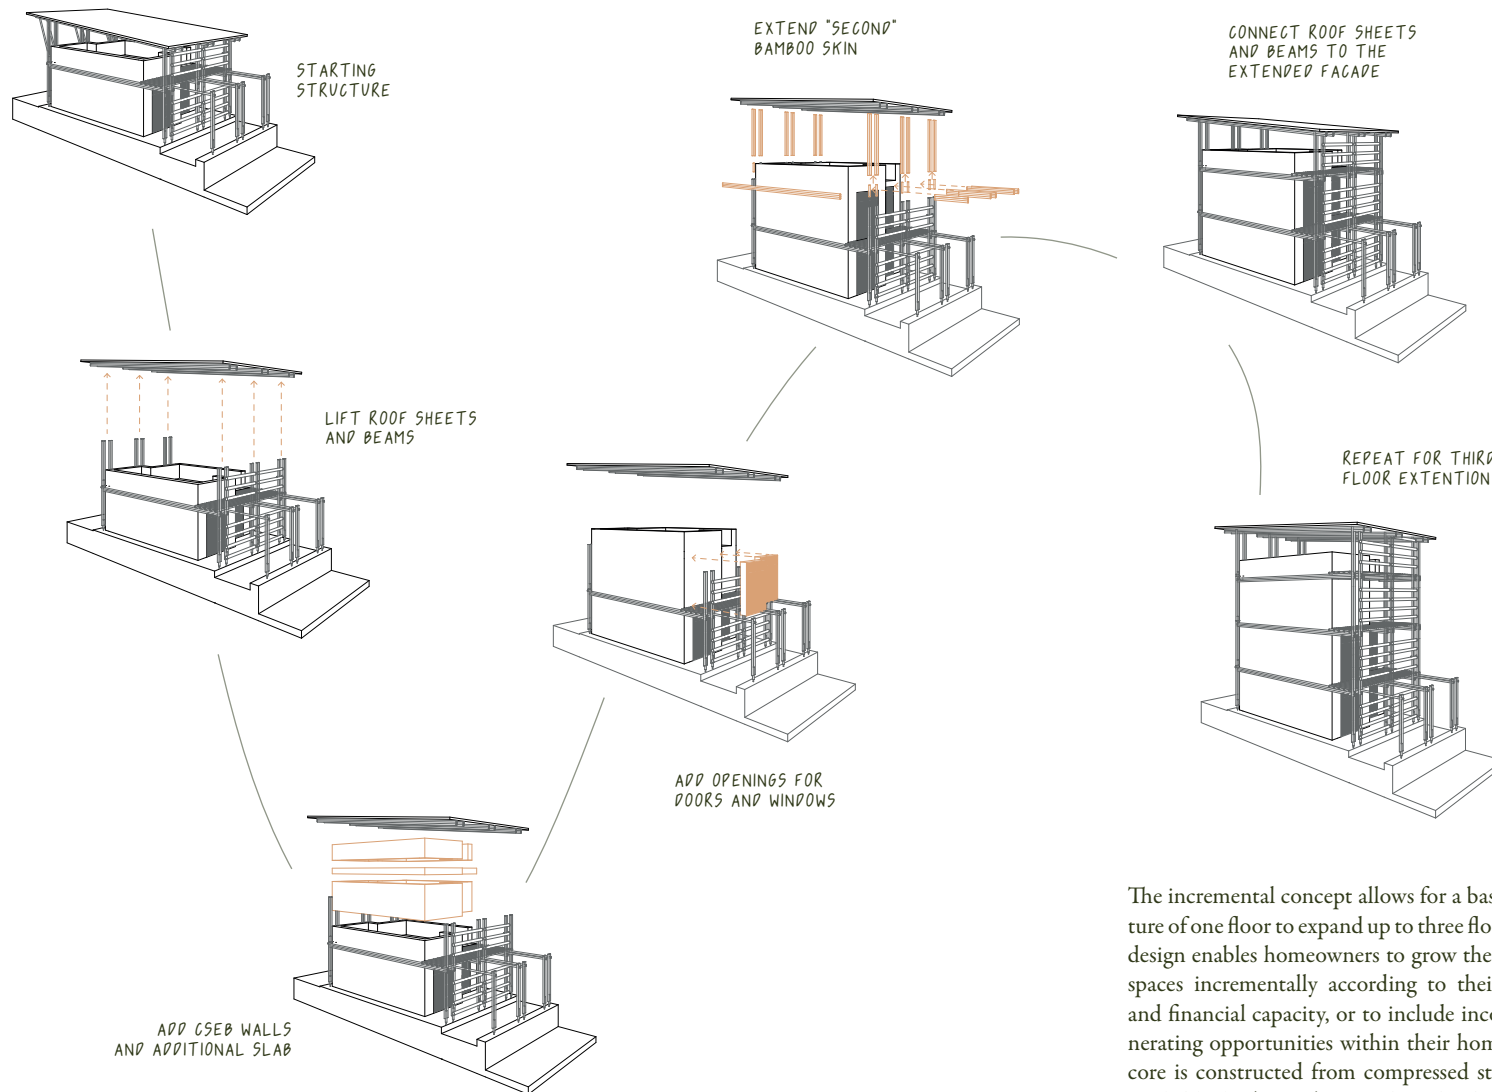 STARTING
STRUCTURE
LIFT ROOF SHEETS
AND BEAMS
ADD CSEB WALLS
AND ADDITIONAL SLAB
ADD OPENINGS FOR
DOORS AND WINDOWS
EXTEND "SECOND"
BAMBOO SKIN
CONNECT ROOF SHEETS
AND BEAMS TO THE
EXTENDED FACADE
REPEAT FOR THIRD
FLOOR EXTENTION
The incremental concept allows for a bas
ture of one floor to expand up to three flo
design enables homeowners to grow the
spaces incrementally according to thei
and financial capacity, or to include inco
nerating opportunities within their hom
core is constructed from compressed st